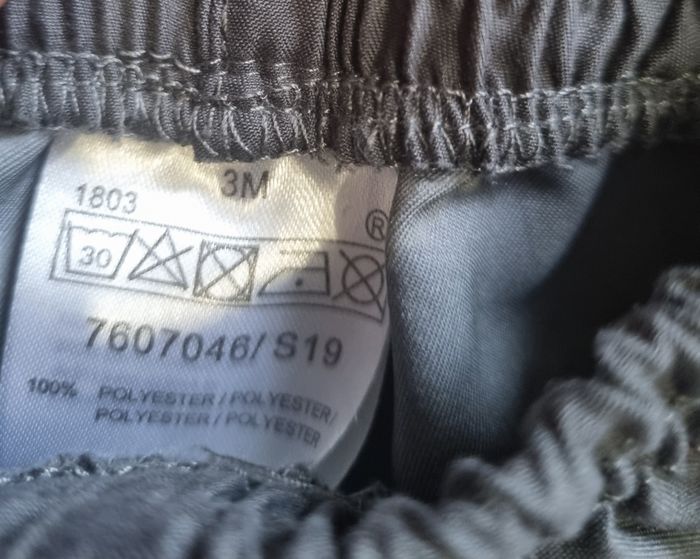 3M
1803
®
30
7607046/S19
100% POLYESTER / POLYESTER/
POLYESTER / POLYESTER